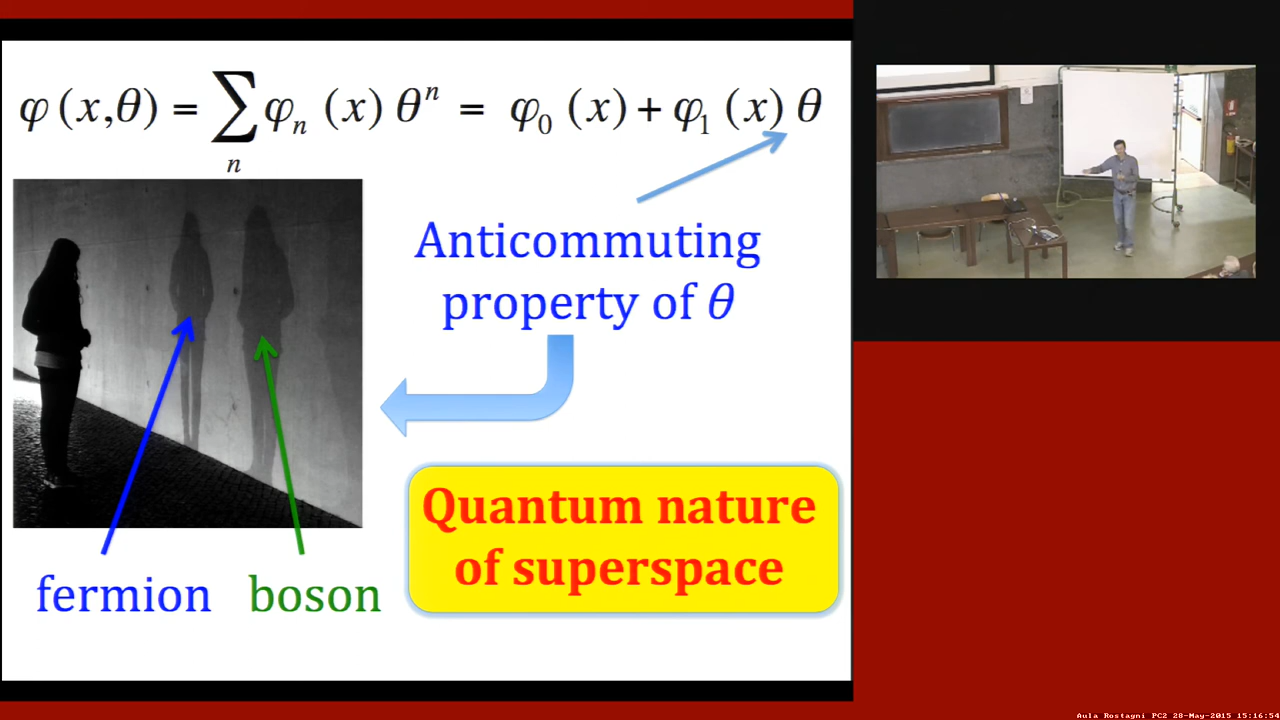 φ(x,θ) = ∑ₙ φₙ (x) θⁿ = φ₀ (x) + φ₁ (x) θ
Anticommuting
property of θ
Quantum nature
of superspace
fermion boson
Aula Rostagni PC2 28-May-2015 15:16:54